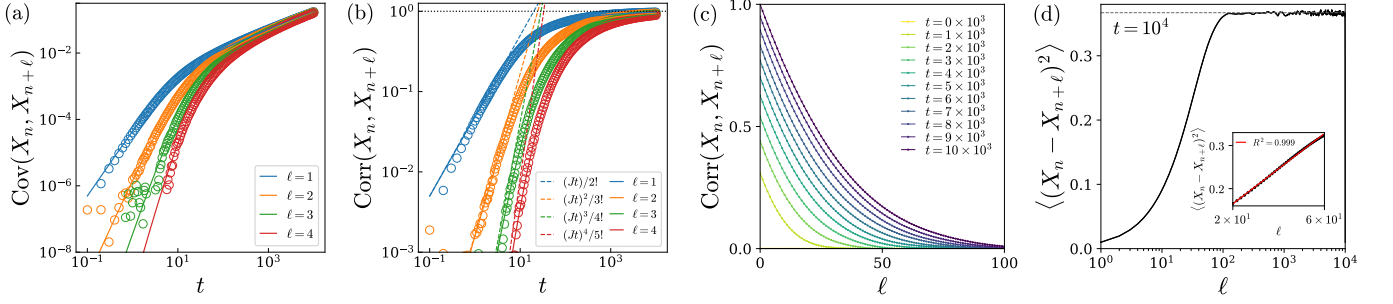 (a)
Cov(X_n, X_{n+ℓ})
10^{-2}
10^{-4}
10^{-6}
10^{-8}
10^{-1}
10^1
10^3
t
ℓ = 1
ℓ = 2
ℓ = 3
ℓ = 4
(b)
Corr(X_n, X_{n+ℓ})
10^0
10^{-1}
10^{-2}
10^{-3}
10^{-1}
10^1
10^3
t
(Jt)/2!
(Jt)^2/3!
(Jt)^3/4!
(Jt)^4/5!
ℓ = 1
ℓ = 2
ℓ = 3
ℓ = 4
(c)
Corr(X_n, X_{n+ℓ})
1.0
0.5
0.0
0
50
100
ℓ
t = 0 × 10^3
t = 1 × 10^3
t = 2 × 10^3
t = 3 × 10^3
t = 4 × 10^3
t = 5 × 10^3
t = 6 × 10^3
t = 7 × 10^3
t = 8 × 10^3
t = 9 × 10^3
t = 10 × 10^3
(d)
⟨(X_n − X_{n+ℓ})^2⟩
0.3
0.2
0.1
0.0
10^0
10^1
10^2
10^3
10^4
ℓ
t = 10^4
⟨(X_n − X_{n+ℓ})^2⟩
0.3
0.2
2 × 10^1
6 × 10^1
ℓ
R^2 = 0.999